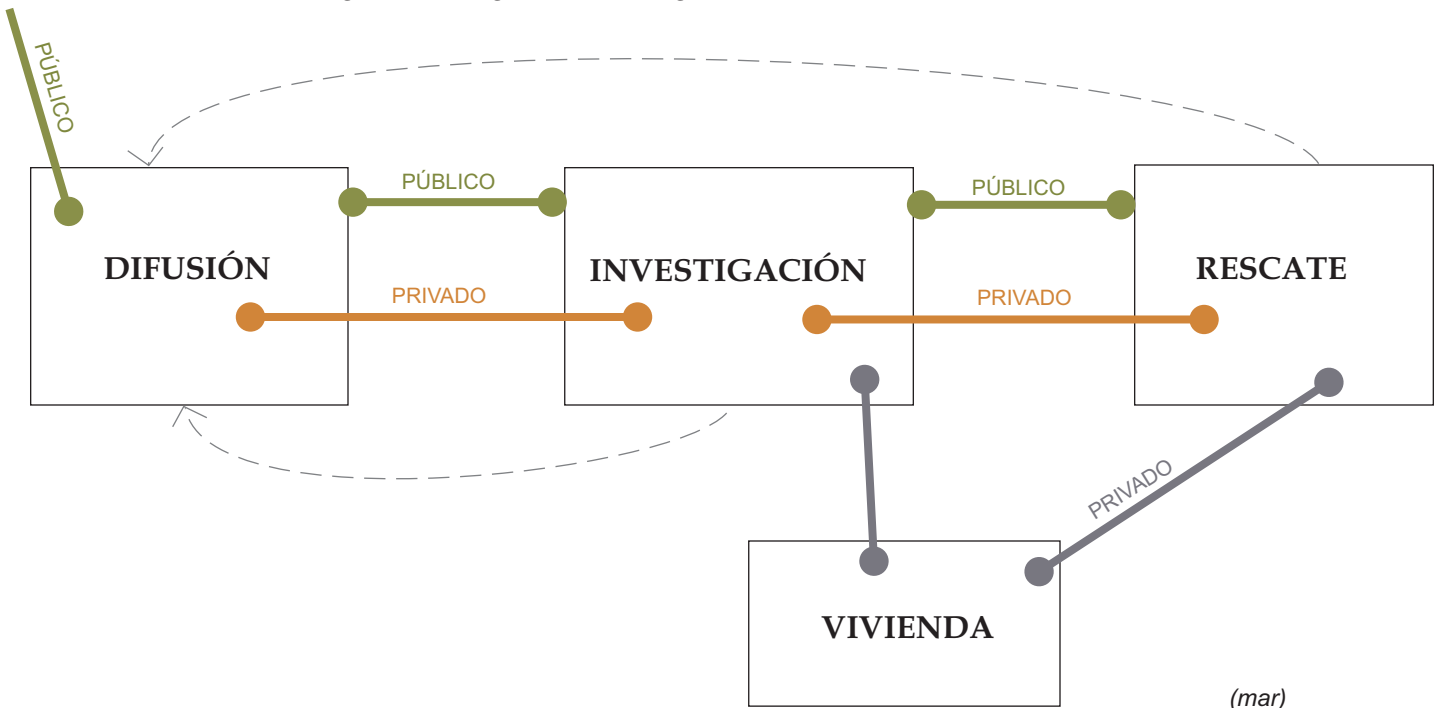 PÚBLICO
PÚBLICO
PÚBLICO
DIFUSIÓN
INVESTIGACIÓN
RESCATE
PRIVADO
PRIVADO
PRIVADO
VIVIENDA
(mar)